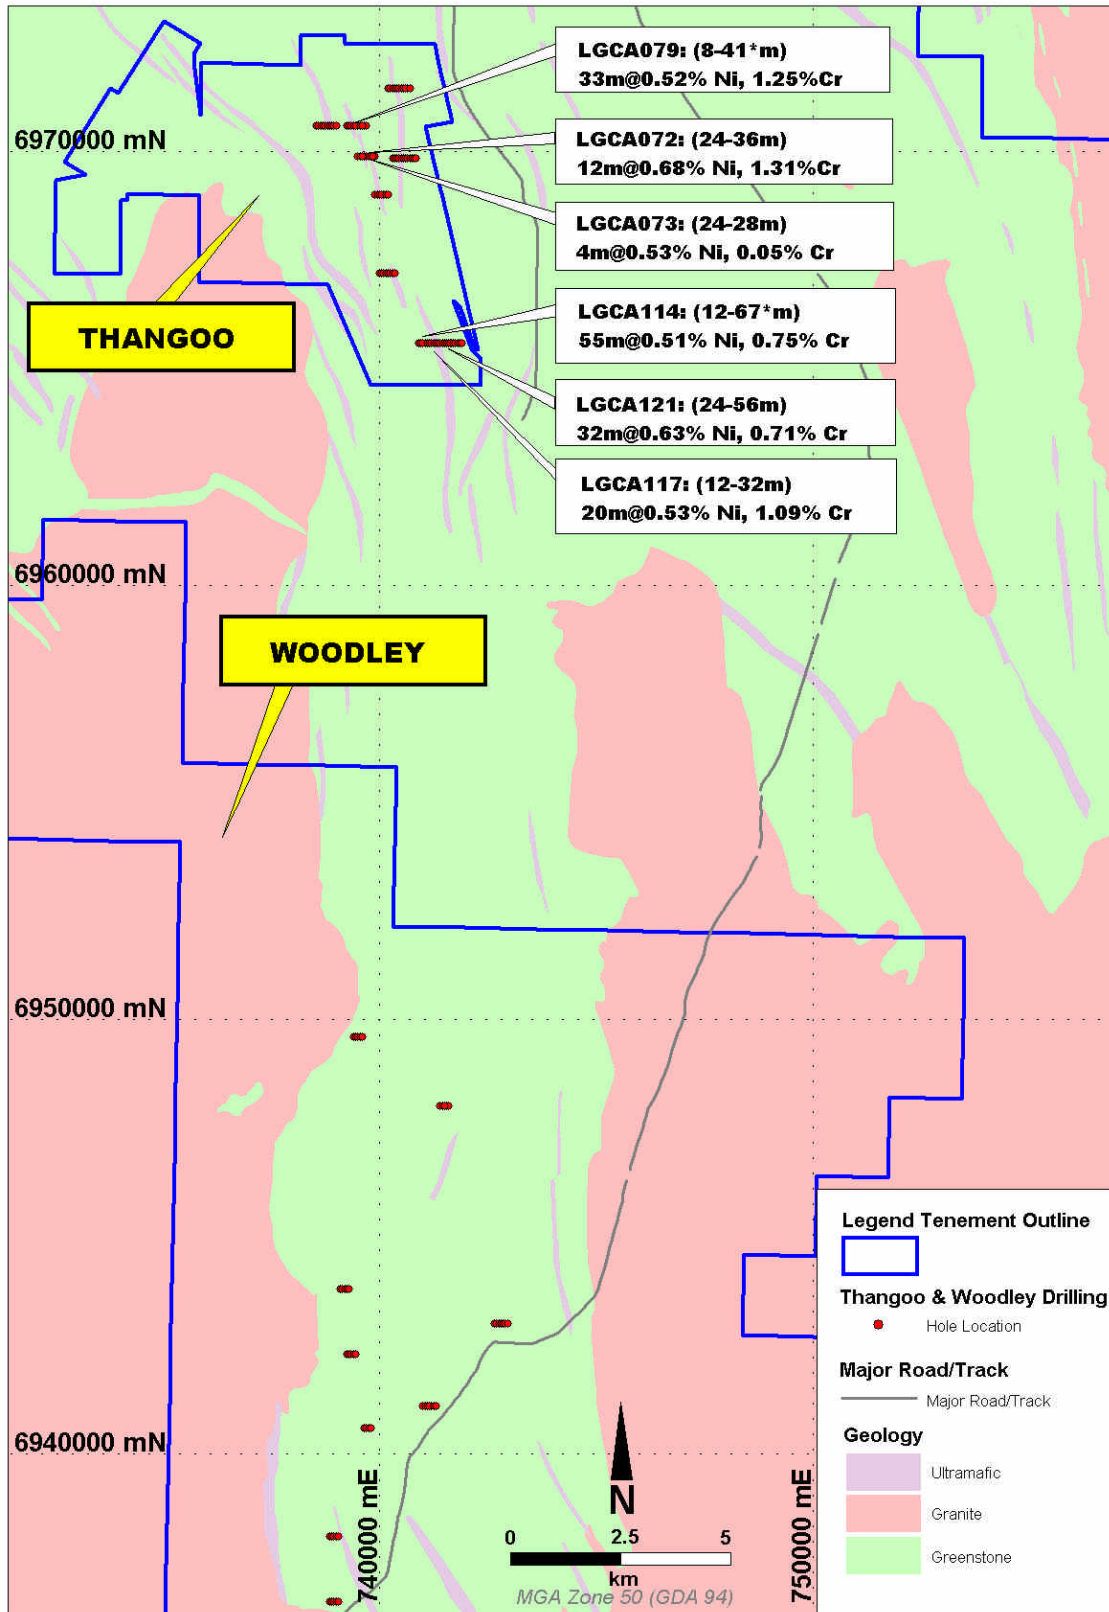 LGCA079: (8-41*m)
33m@0.52% Ni, 1.25%Cr
6970000 mN
LGCA072: (24-36m)
12m@0.68% Ni, 1.31%Cr
LGCA073: (24-28m)
4m@0.53% Ni, 0.05% Cr
THANGOO
LGCA114: (12-67*m)
55m@0.51% Ni, 0.75% Cr
LGCA121: (24-56m)
32m@0.63% Ni, 0.71% Cr
LGCA117: (12-32m)
20m@0.53% Ni, 1.09% Cr
6960000 mN
WOODLEY
6950000 mN
Legend Tenement Outline
Thangoo & Woodley Drilling
Hole Location
Major Road/Track
Major Road/Track
Geology
Ultramafic
Granite
Greenstone
6940000 mN
740000 mE
750000 mE
N
0 2.5 5
km
MGA Zone 50 (GDA 94)